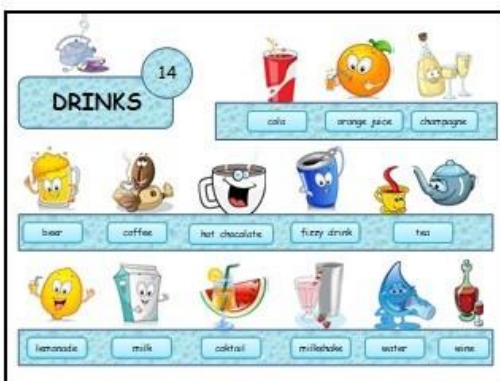 14
DRINKS
cola orange juice champagne
beer coffee hot chocolate fizzy drink tea
lemonade milk coktail milkshake water wine